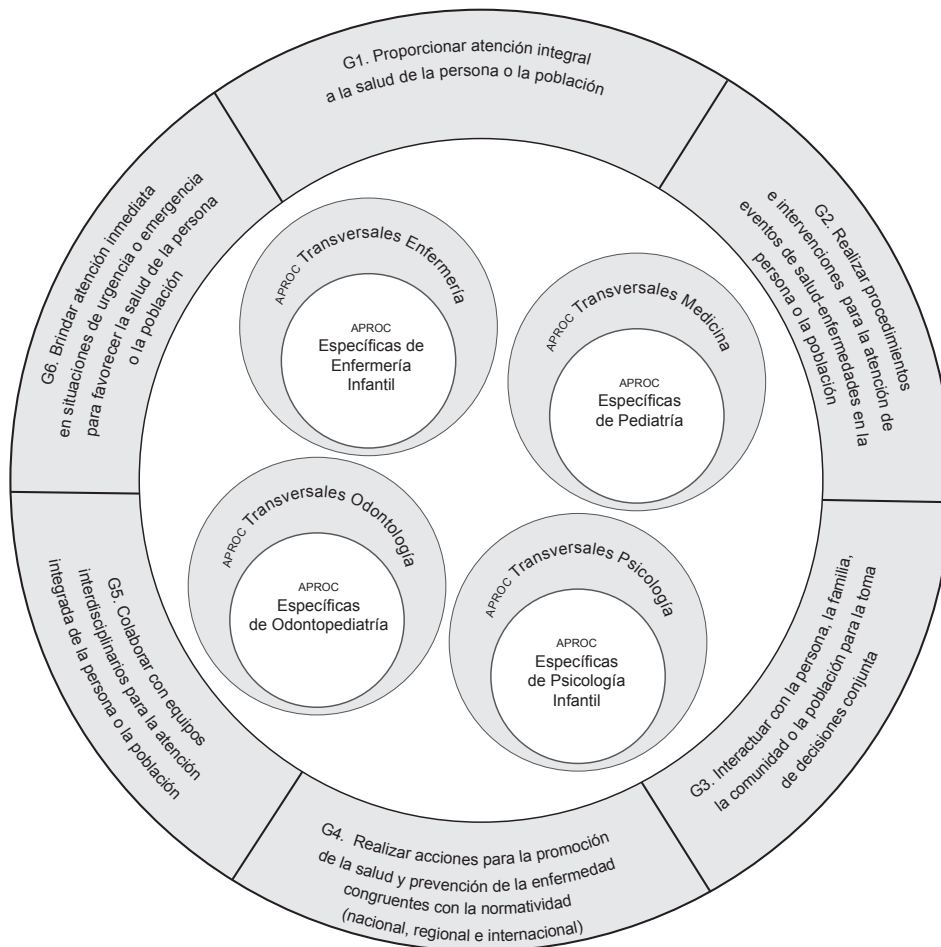 G1. Proporcionar atención integral
a la salud de la persona o la población
G2. Realizar procedimientos
e intervenciones para la atención de
eventos de salud-enfermedades en la
persona o la población
G3. Interactuar con la persona, la familia,
la comunidad o la población para la toma
de decisiones conjunta
G4. Realizar acciones para la promoción
de la salud y prevención de la enfermedad
congruentes con la normatividad
(nacional, regional e internacional)
G5. Colaborar con equipos
interdisciplinarios para la atención
integrada de la persona o la población
G6. Brindar atención inmediata
en situaciones de urgencia o emergencia
para favorecer la salud de la persona
o la población
APROC Transversales Enfermería
APROC
Específicas de
Enfermería
Infantil
APROC Transversales Medicina
APROC
Específicas
de Pediatría
APROC Transversales Odontología
APROC
Específicas
de Odontopediatría
APROC Transversales Psicología
APROC
Específicas
de Psicología
Infantil